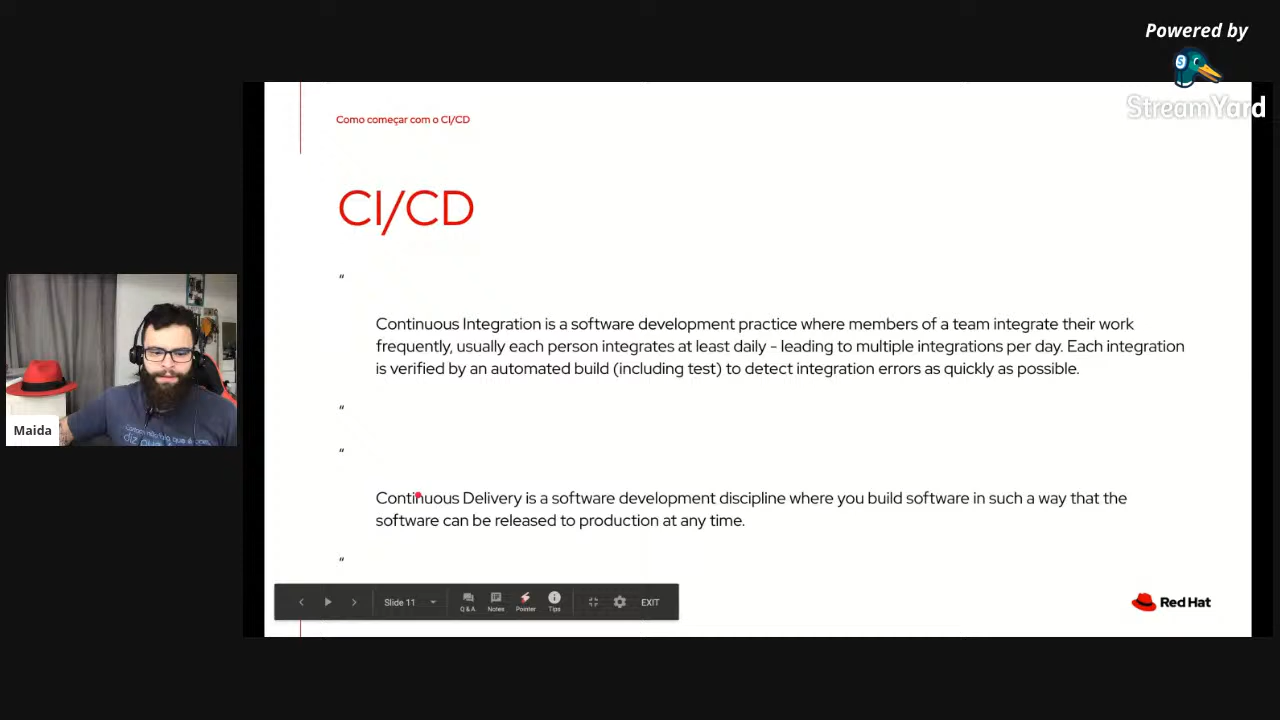 Powered by
StreamYard
Como começar com o CI/CD
CI/CD
“
Continuous Integration is a software development practice where members of a team integrate their work
frequently, usually each person integrates at least daily - leading to multiple integrations per day. Each integration
is verified by an automated build (including test) to detect integration errors as quickly as possible.
“
“
Continuous Delivery is a software development discipline where you build software in such a way that the
software can be released to production at any time.
“
Maida
diz que
Slide 11
Q & A
Notes
Pointer
Tips
EXIT
Red Hat